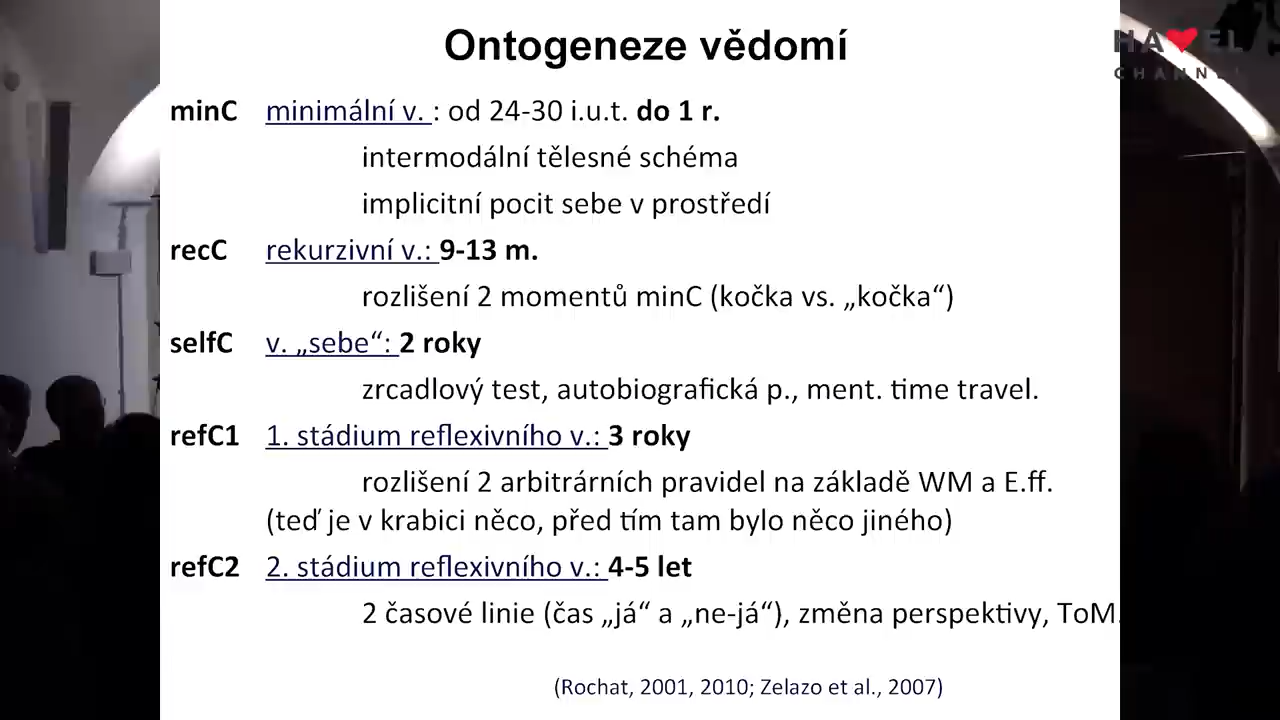 Ontogeneze vědomí
HAVEL
CHANNEL
minC minimální v. : od 24-30 i.u.t. do 1 r.
intermodální tělesné schéma
implicitní pocit sebe v prostředí
recC rekurzivní v.: 9-13 m.
rozlišení 2 momentů minC (kočka vs. „kočka“)
selfC v. „sebe“: 2 roky
zrcadlový test, autobiografická p., ment. time travel.
refC1 1. stádium reflexivního v.: 3 roky
rozlišení 2 arbitrárních pravidel na základě WM a E.ff.
(teď je v krabici něco, před tím tam bylo něco jiného)
refC2 2. stádium reflexivního v.: 4-5 let
2 časové linie (čas „já“ a „ne-já“), změna perspektivy, ToM.
(Rochat, 2001, 2010; Zelazo et al., 2007)